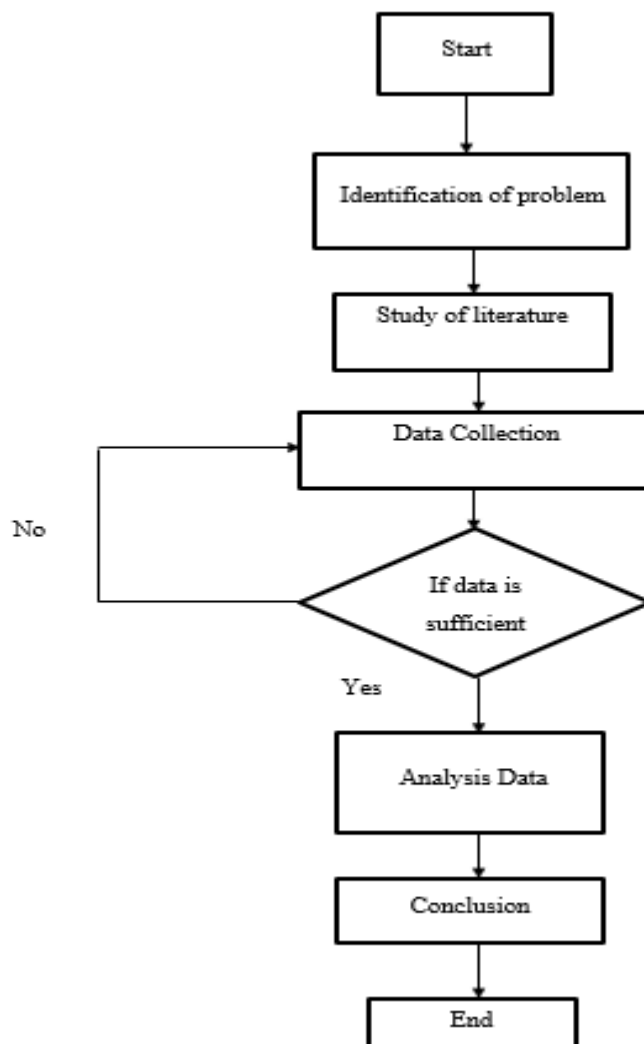 Start
Identification of problem
Study of literature
Data Collection
No
If data is
sufficient
Yes
Analysis Data
Conclusion
End